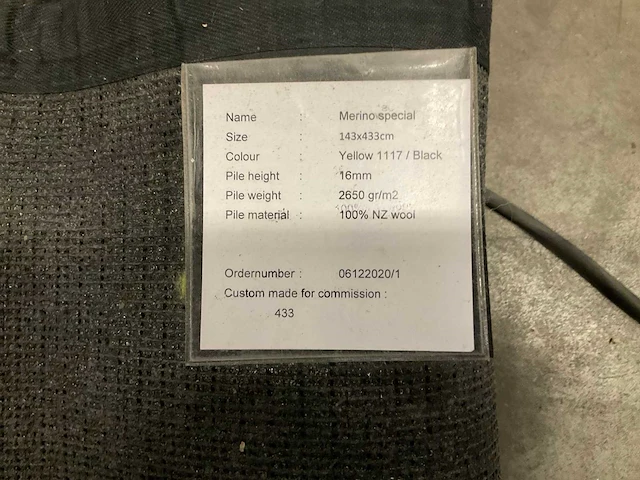 Name : Merino special
Size : 143x433cm
Colour : Yellow 1117 / Black
Pile height : 16mm
Pile weight : 2650 gr/m2
Pile material : 100% NZ wool
Ordernumber : 06122020/1
Custom made for commission :
433